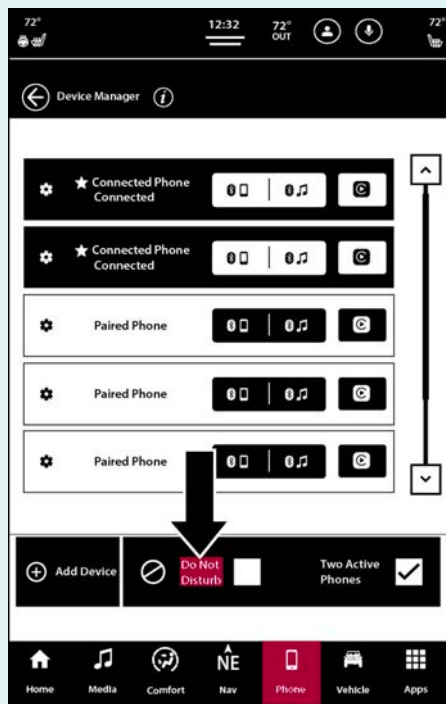 72°
12:32
72°
OUT
72°
Device Manager
Connected Phone
Connected
Connected Phone
Connected
Paired Phone
Paired Phone
Paired Phone
Add Device
Do Not
Disturb
Two Active
Phones
NE
Home
Media
Comfort
Nav
Phone
Vehicle
Apps